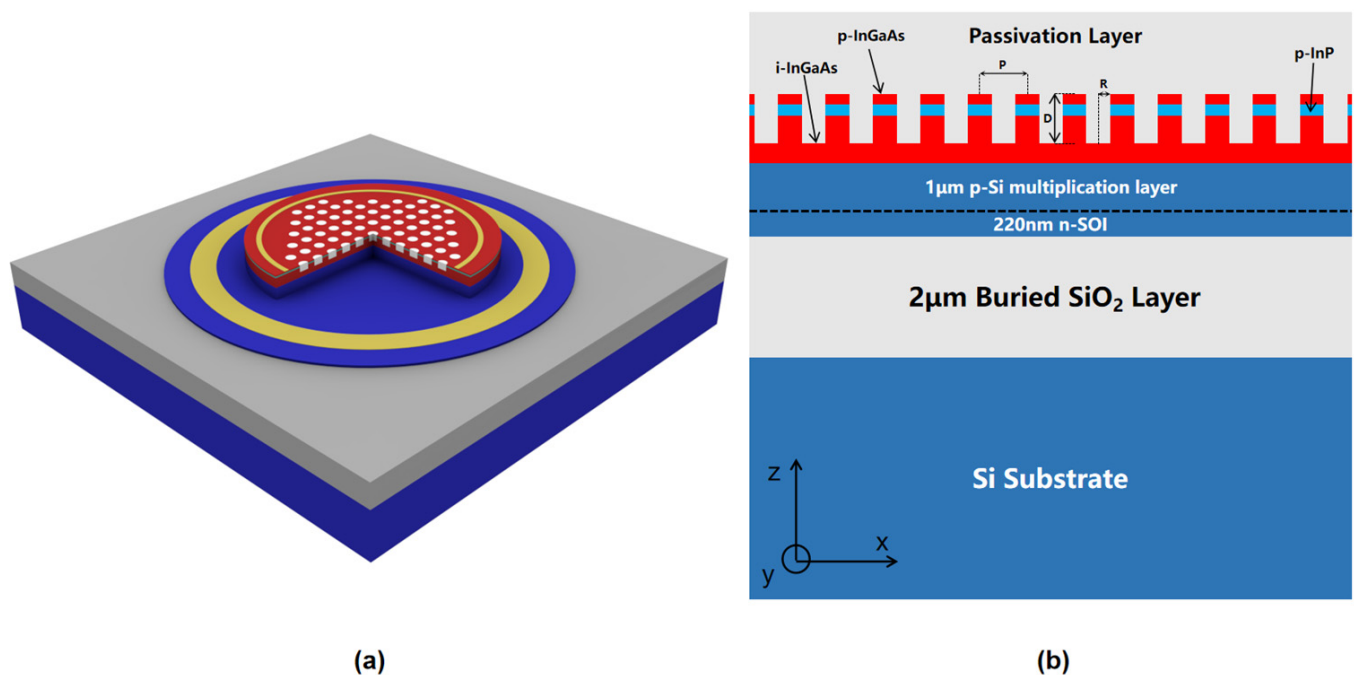 p-InGaAs
Passivation Layer
p-InP
i-InGaAs
P
R
D
1μm p-Si multiplication layer
220nm n-SOI
2μm Buried SiO₂ Layer
Si Substrate
z
x
y
(a)
(b)